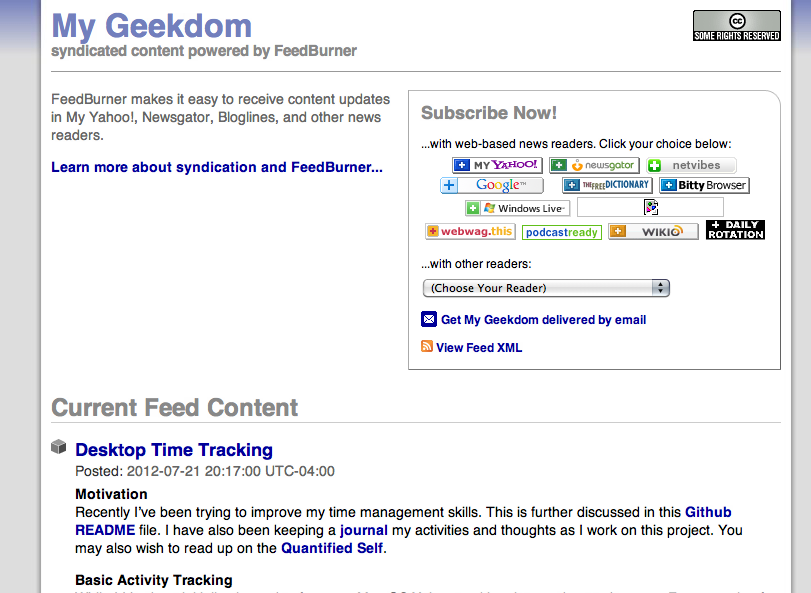 My Geekdom
syndicated content powered by FeedBurner
cc
SOME RIGHTS RESERVED
FeedBurner makes it easy to receive content updates
in My Yahoo!, Newsgator, Bloglines, and other news
readers.
Learn more about syndication and FeedBurner...
Subscribe Now!
...with web-based news readers. Click your choice below:
MY YAHOO! newsgator netvibes
Google™ THE FREE DICTIONARY Bitty Browser
Windows Live™
webwag.this podcastready WIKIO + DAILY
ROTATION
...with other readers:
(Choose Your Reader)
Get My Geekdom delivered by email
View Feed XML
Current Feed Content
Desktop Time Tracking
Posted: 2012-07-21 20:17:00 UTC-04:00
Motivation
Recently I've been trying to improve my time management skills. This is further discussed in this Github
README file. I have also been keeping a journal my activities and thoughts as I work on this project. You
may also wish to read up on the Quantified Self.
Basic Activity Tracking